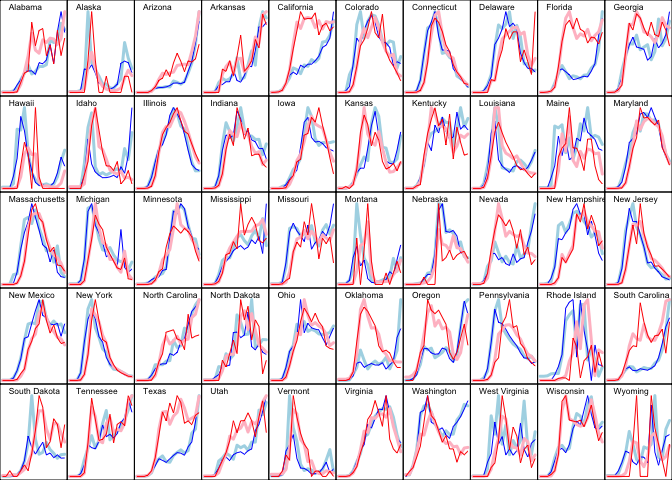 Alabama
Alaska
Arizona
Arkansas
California
Colorado
Connecticut
Delaware
Florida
Georgia
Hawaii
Idaho
Illinois
Indiana
Iowa
Kansas
Kentucky
Louisiana
Maine
Maryland
Massachusetts
Michigan
Minnesota
Mississippi
Missouri
Montana
Nebraska
Nevada
New Hampshire
New Jersey
New Mexico
New York
North Carolina
North Dakota
Ohio
Oklahoma
Oregon
Pennsylvania
Rhode Island
South Carolina
South Dakota
Tennessee
Texas
Utah
Vermont
Virginia
Washington
West Virginia
Wisconsin
Wyoming